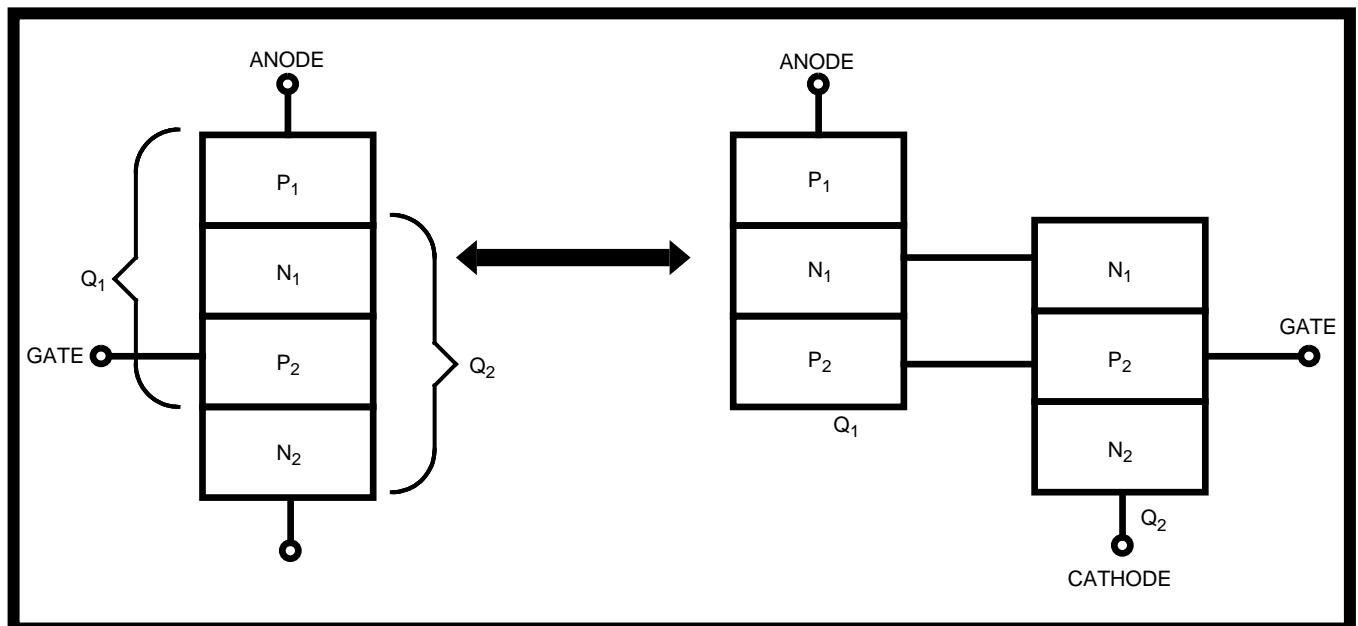 ANODE
P1
N1
P2
N2
Q1
GATE
Q2
ANODE
P1
N1
P2
Q1
N1
P2
N2
GATE
Q2
CATHODE